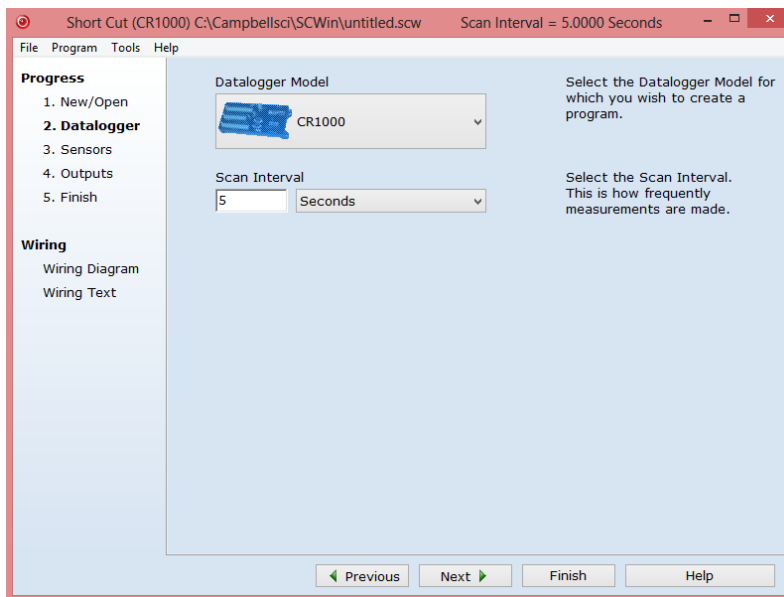 Short Cut (CR1000) C:\Campbellsci\SCWin\untitled.scw Scan Interval = 5.0000 Seconds
File Program Tools Help
Progress
1. New/Open
2. Datalogger
3. Sensors
4. Outputs
5. Finish
Wiring
Wiring Diagram
Wiring Text
Datalogger Model
CR1000
Select the Datalogger Model for
which you wish to create a
program.
Scan Interval
5 Seconds
Select the Scan Interval.
This is how frequently
measurements are made.
Previous Next Finish Help